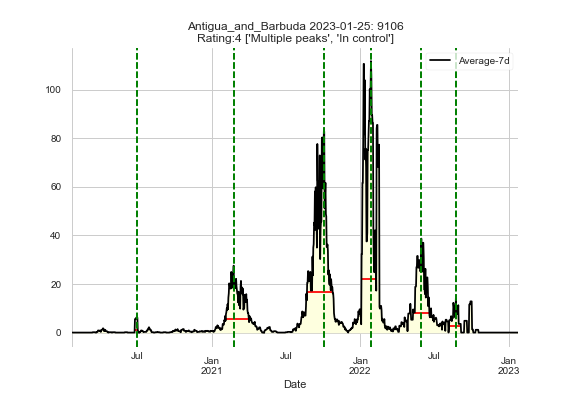 Antigua_and_Barbuda 2023-01-25: 9106
Rating:4 ['Multiple peaks', 'In control']
Average-7d
100
80
60
40
20
0
Jul
Jan
2021
Jul
Jan
2022
Jul
Jan
2023
Date